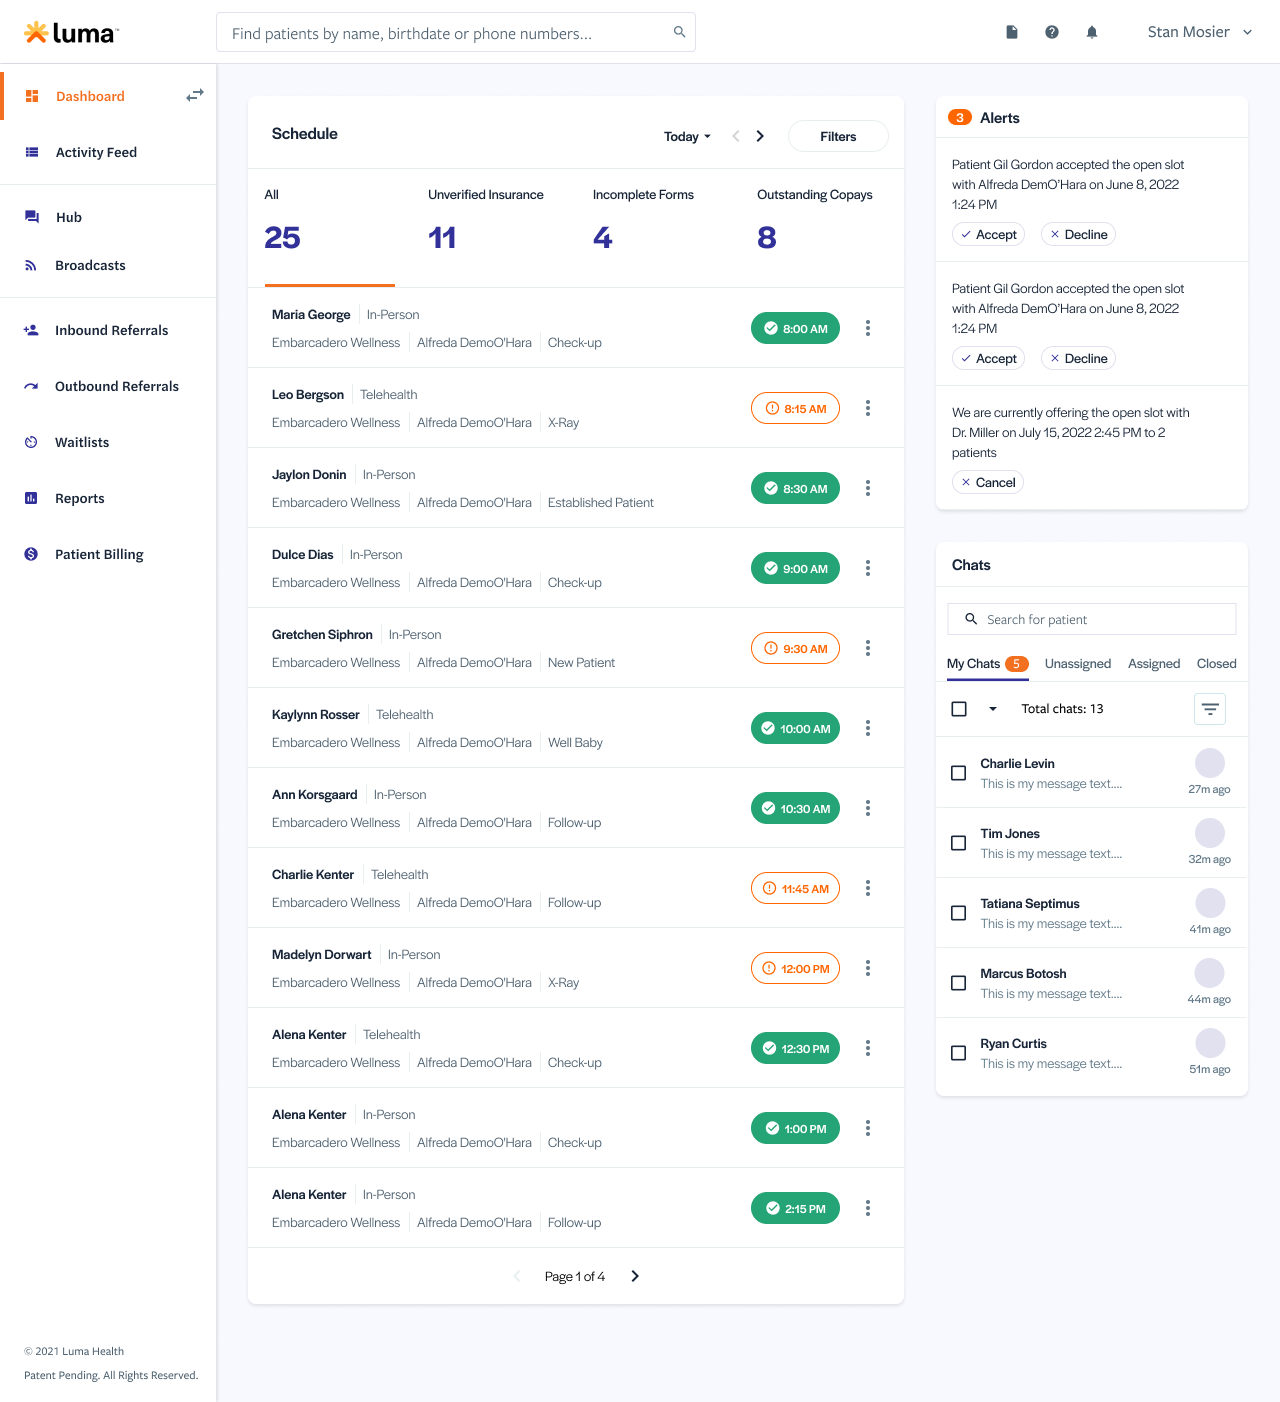 luma™
Find patients by name, birthdate or phone numbers...
Stan Mosier
Dashboard
Activity Feed
Hub
Broadcasts
Inbound Referrals
Outbound Referrals
Waitlists
Reports
Patient Billing
© 2021 Luma Health
Patent Pending. All Rights Reserved.
Schedule
Today
Filters
All
Unverified Insurance
Incomplete Forms
Outstanding Copays
25
11
4
8
Maria George In-Person
Embarcadero Wellness Alfreda DemoO'Hara Check-up
8:00 AM
Leo Bergson Telehealth
Embarcadero Wellness Alfreda DemoO'Hara X-Ray
8:15 AM
Jaylon Donin In-Person
Embarcadero Wellness Alfreda DemoO'Hara Established Patient
8:30 AM
Dulce Dias In-Person
Embarcadero Wellness Alfreda DemoO'Hara Check-up
9:00 AM
Gretchen Siphron In-Person
Embarcadero Wellness Alfreda DemoO'Hara New Patient
9:30 AM
Kaylynn Rosser Telehealth
Embarcadero Wellness Alfreda DemoO'Hara Well Baby
10:00 AM
Ann Korsgaard In-Person
Embarcadero Wellness Alfreda DemoO'Hara Follow-up
10:30 AM
Charlie Kenter Telehealth
Embarcadero Wellness Alfreda DemoO'Hara Follow-up
11:45 AM
Madelyn Dorwart In-Person
Embarcadero Wellness Alfreda DemoO'Hara X-Ray
12:00 PM
Alena Kenter Telehealth
Embarcadero Wellness Alfreda DemoO'Hara Check-up
12:30 PM
Alena Kenter In-Person
Embarcadero Wellness Alfreda DemoO'Hara Check-up
1:00 PM
Alena Kenter In-Person
Embarcadero Wellness Alfreda DemoO'Hara Follow-up
2:15 PM
Page 1 of 4
3 Alerts
Patient Gil Gordon accepted the open slot
with Alfreda DemO'Hara on June 8, 2022
1:24 PM
Accept Decline
Patient Gil Gordon accepted the open slot
with Alfreda DemO'Hara on June 8, 2022
1:24 PM
Accept Decline
We are currently offering the open slot with
Dr. Miller on July 15, 2022 2:45 PM to 2
patients
Cancel
Chats
Search for patient
My Chats 5 Unassigned Assigned Closed
Total chats: 13
Charlie Levin
This is my message text....
27m ago
Tim Jones
This is my message text....
32m ago
Tatiana Septimus
This is my message text....
41m ago
Marcus Botosh
This is my message text....
44m ago
Ryan Curtis
This is my message text....
51m ago